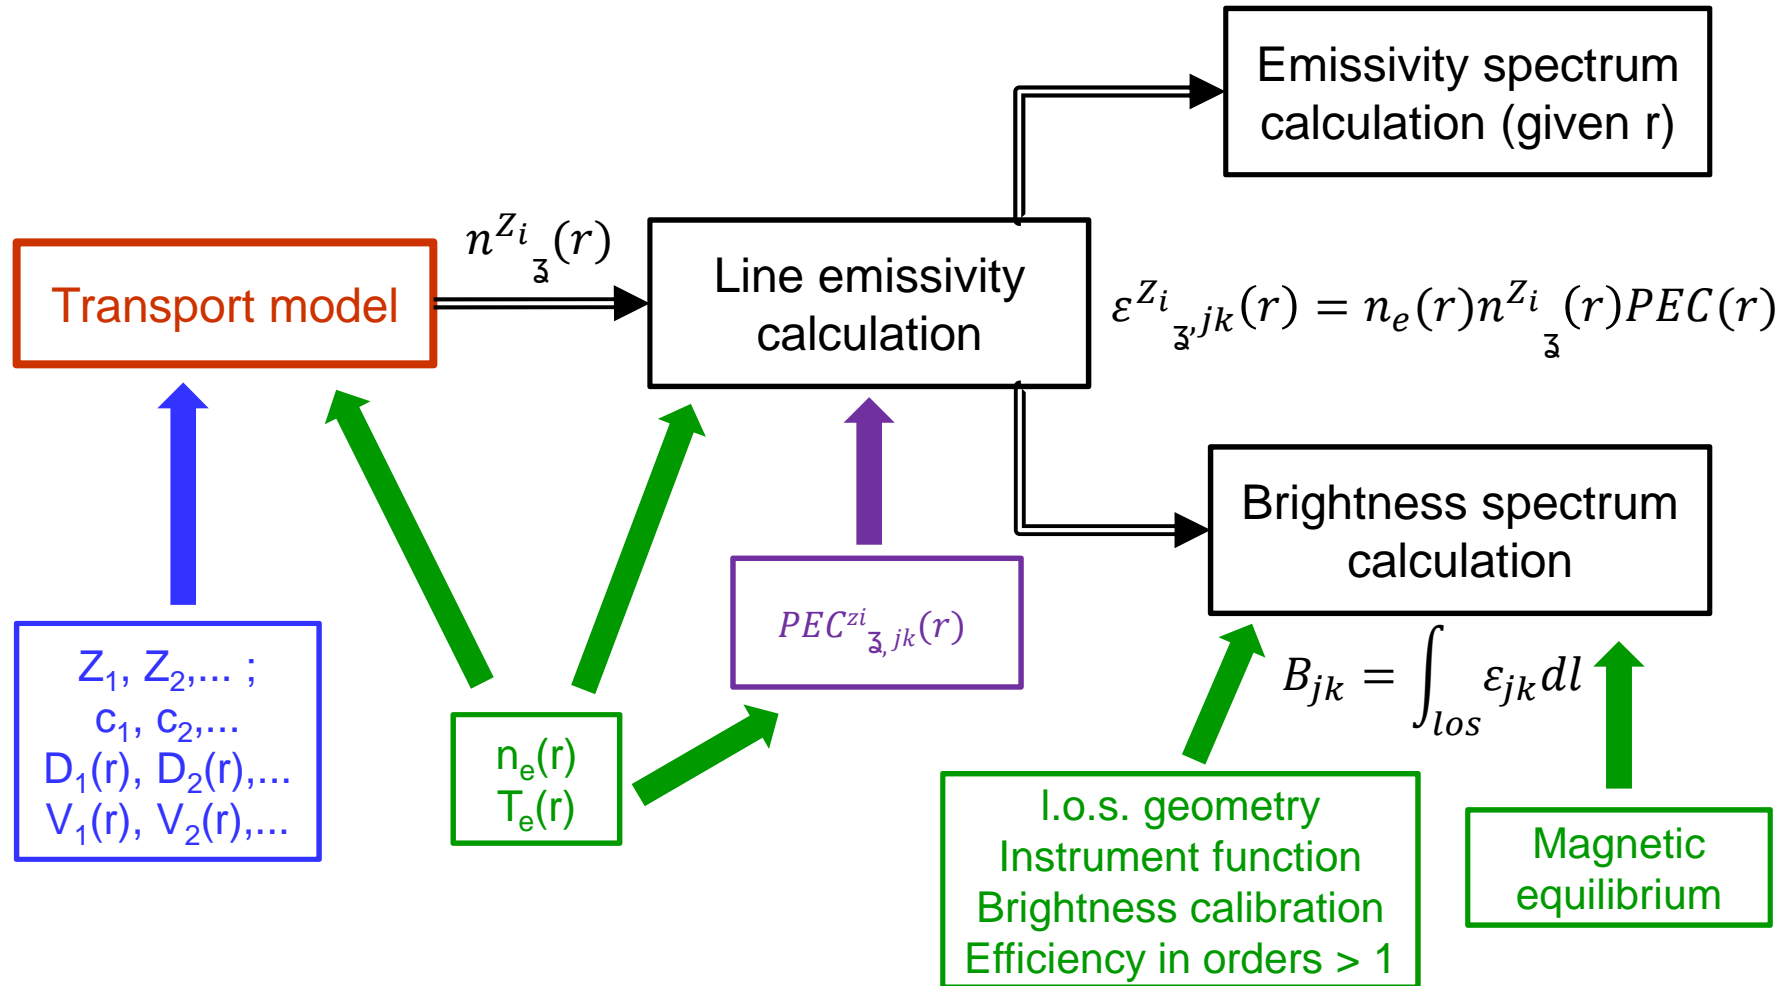 Emissivity spectrum
calculation (given r)
Transport model
n^{Z_i}_ʓ(r)
Line emissivity
calculation
ε^{Z_i}_{ʓ,jk}(r) = n_e(r)n^{Z_i}_ʓ(r)PEC(r)
Brightness spectrum
calculation
B_{jk} = ∫_{los} ε_{jk}dl
PEC^{zi}_{ʓ, jk}(r)
Z₁, Z₂,... ;
c₁, c₂,...
D₁(r), D₂(r),...
V₁(r), V₂(r),...
nₑ(r)
Tₑ(r)
l.o.s. geometry
Instrument function
Brightness calibration
Efficiency in orders > 1
Magnetic
equilibrium